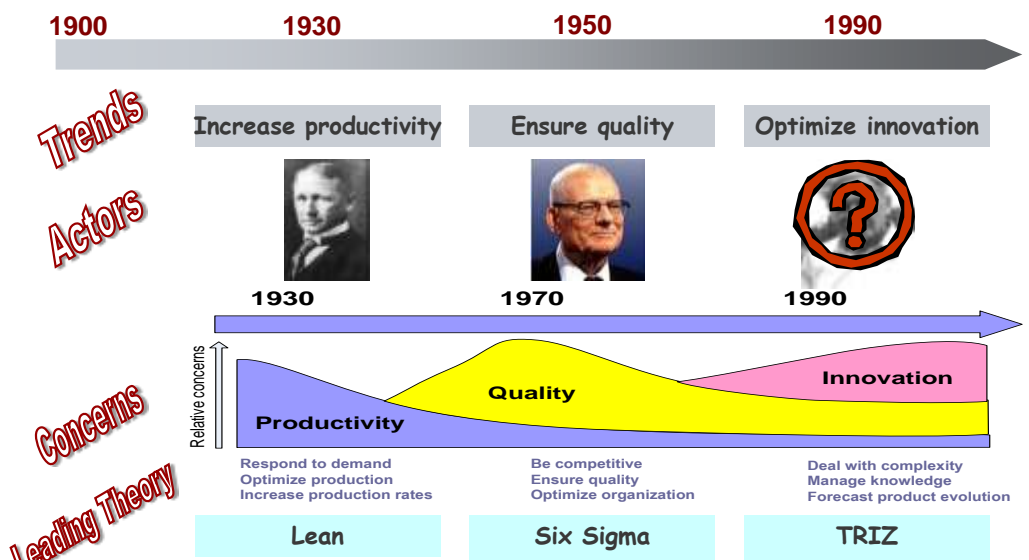 1900 1930 1950 1990
Trends
Increase productivity Ensure quality Optimize innovation
Actors
?
1930 1970 1990
Relative concerns
Concerns
Productivity Quality Innovation
Respond to demand
Optimize production
Increase production rates
Be competitive
Ensure quality
Optimize organization
Deal with complexity
Manage knowledge
Forecast product evolution
Leading Theory
Lean Six Sigma TRIZ